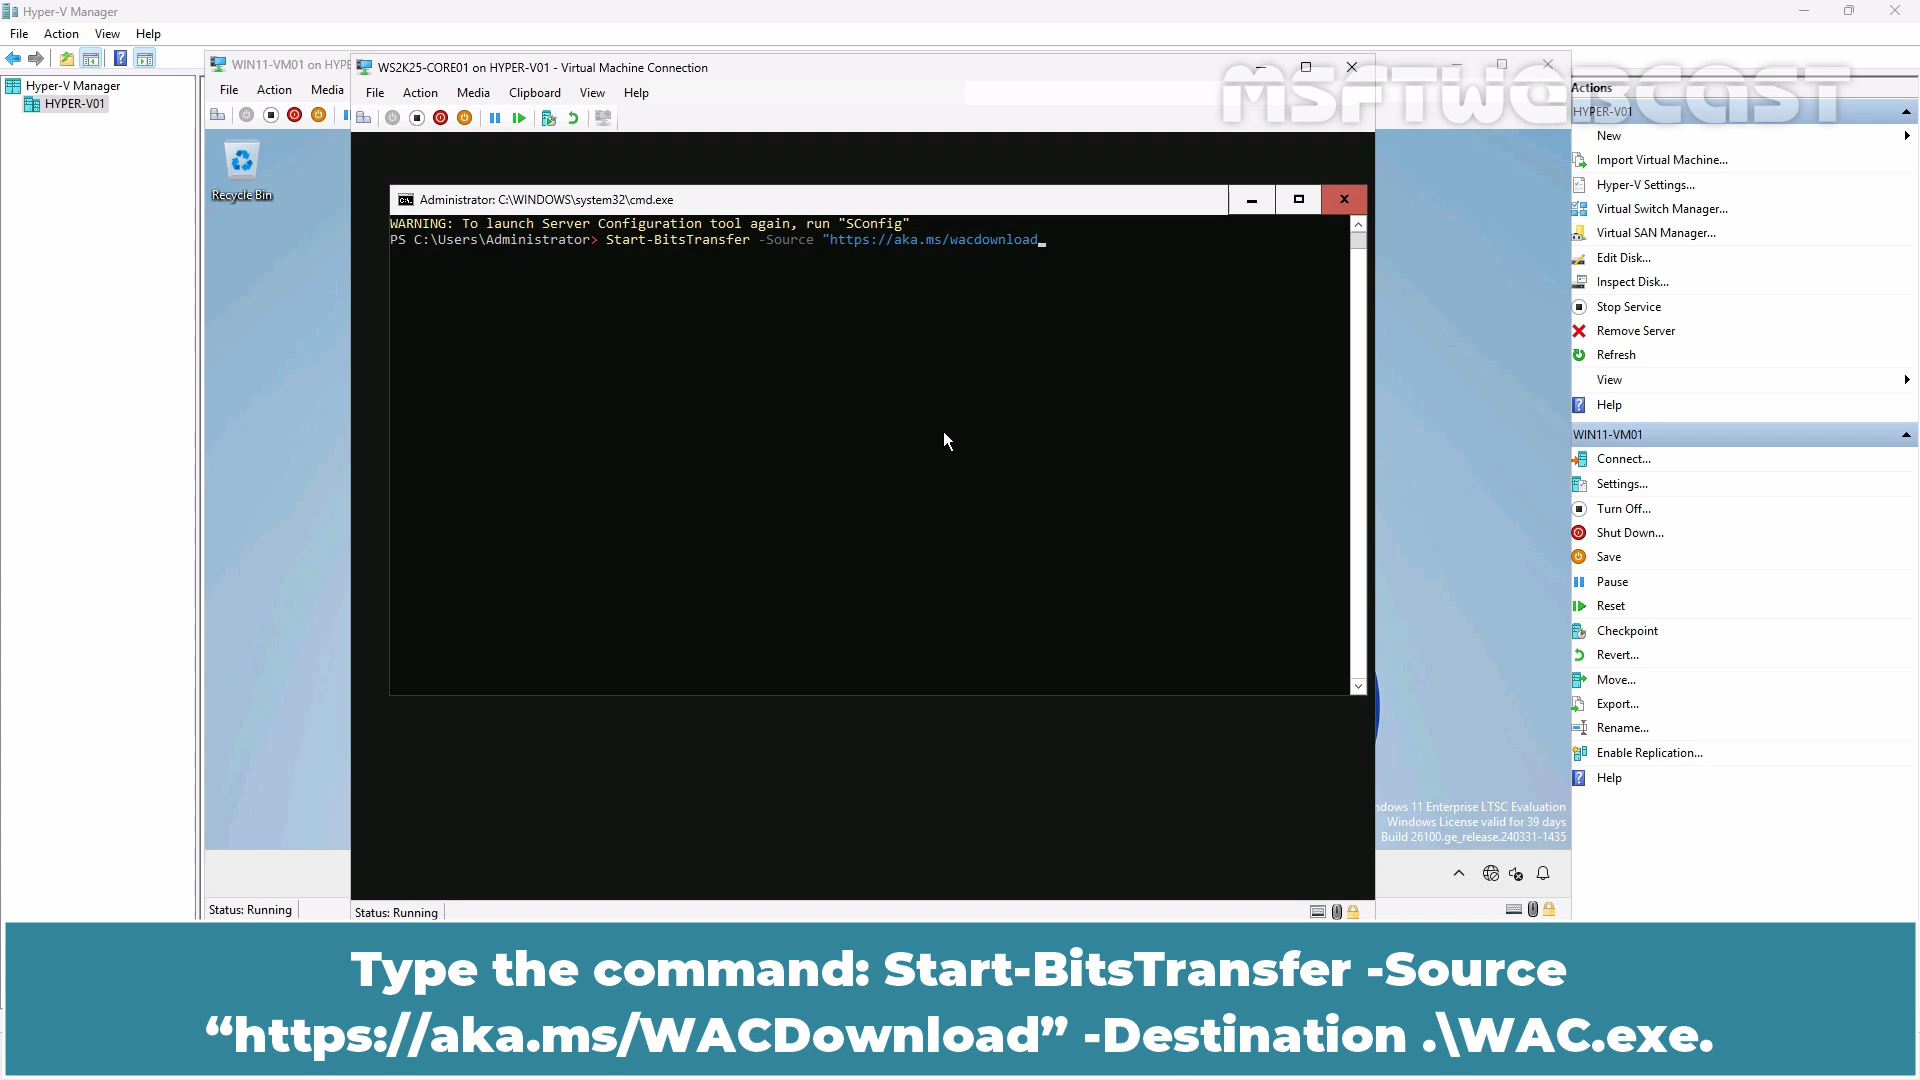 Hyper-V Manager
File Action View Help
Hyper-V Manager
HYPER-V01
WIN11-VM01 on HYPE
File Action Media
Recycle Bin
Status: Running
WS2K25-CORE01 on HYPER-V01 - Virtual Machine Connection
File Action Media Clipboard View Help
Administrator: C:\WINDOWS\system32\cmd.exe
WARNING: To launch Server Configuration tool again, run "SConfig"
PS C:\Users\Administrator> Start-BitsTransfer -Source "https://aka.ms/wacdownload
Status: Running
MSFTWEBCAST
ndows 11 Enterprise LTSC Evaluation
Windows License valid for 39 days
Build 26100.ge_release.240331-1435
Actions
HYPER-V01
New
Import Virtual Machine...
Hyper-V Settings...
Virtual Switch Manager...
Virtual SAN Manager...
Edit Disk...
Inspect Disk...
Stop Service
Remove Server
Refresh
View
Help
WIN11-VM01
Connect...
Settings...
Turn Off...
Shut Down...
Save
Pause
Reset
Checkpoint
Revert...
Move...
Export...
Rename...
Enable Replication...
Help
Type the command: Start-BitsTransfer -Source
“https://aka.ms/WACDownload” -Destination .\WAC.exe.